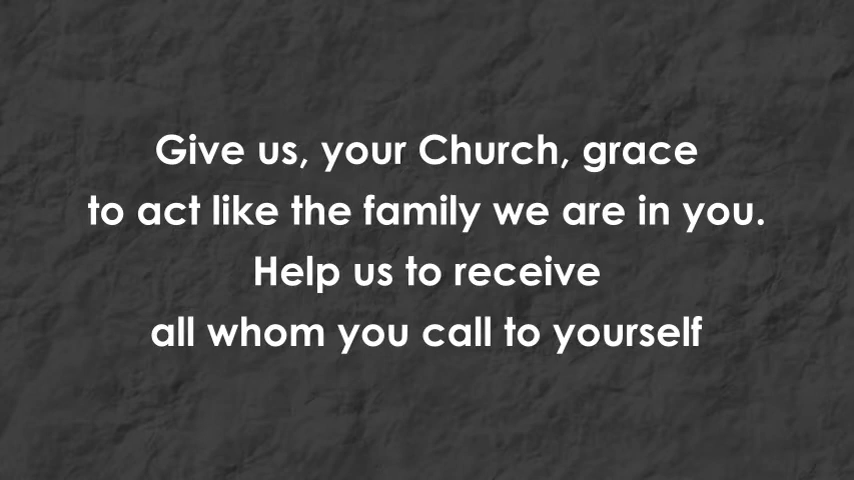 Give us, your Church, grace
to act like the family we are in you.
Help us to receive
all whom you call to yourself